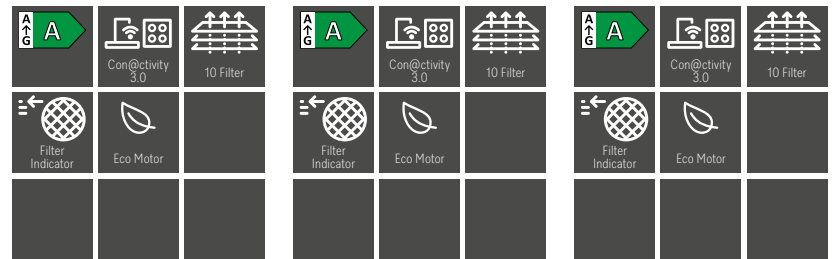 A
G
A
Con@ctivity
3.0
10 Filter
Filter
Indicator
Eco Motor
A
G
A
Con@ctivity
3.0
10 Filter
Filter
Indicator
Eco Motor
A
G
A
Con@ctivity
3.0
10 Filter
Filter
Indicator
Eco Motor